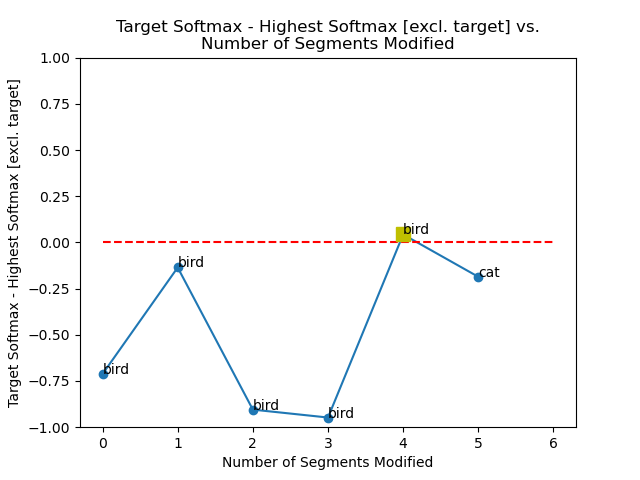 Target Softmax - Highest Softmax [excl. target] vs.
Number of Segments Modified
Target Softmax - Highest Softmax [excl. target]
1.00
0.75
0.50
0.25
0.00
−0.25
−0.50
−0.75
−1.00
bird
bird
bird
bird
bird
cat
0 1 2 3 4 5 6
Number of Segments Modified